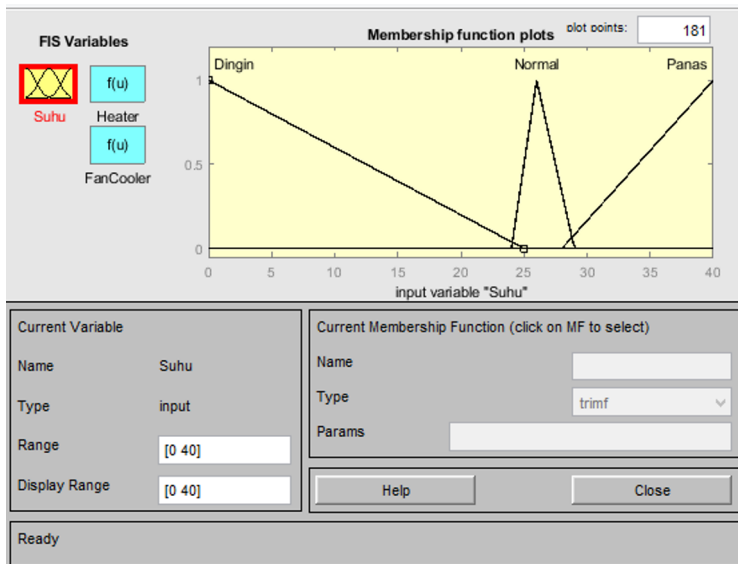 FIS Variables
Membership function plots
plot points:
181
f(u)
Suhu
Heater
f(u)
FanCooler
Dingin
Normal
Panas
1
0.5
0
0 5 10 15 20 25 30 35 40
input variable "Suhu"
Current Variable
Name Suhu
Type input
Range [0 40]
Display Range [0 40]
Current Membership Function (click on MF to select)
Name
Type trimf
Params
Help
Close
Ready